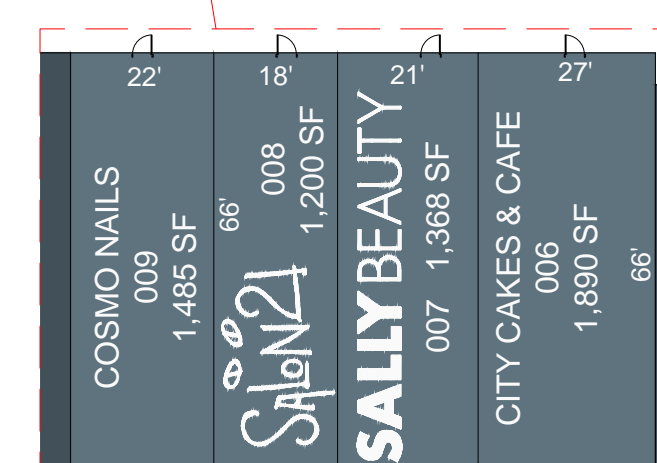 22'
COSMO NAILS
009
1,485 SF
18'
66'
008
1,200 SF
SALON21
21'
SALLY BEAUTY
007 1,368 SF
27'
CITY CAKES & CAFE
006
1,890 SF
66'